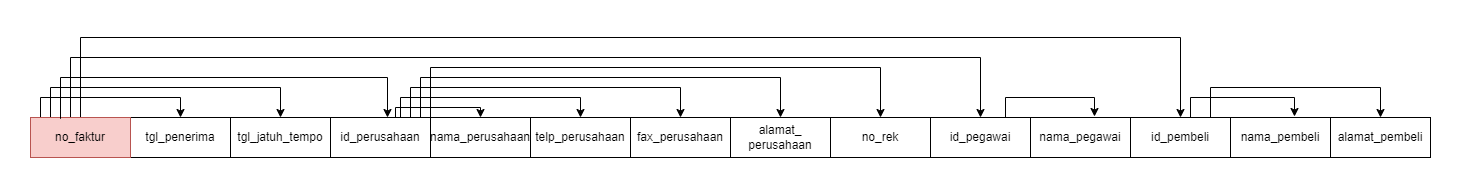 no_faktur
tgl_penerima
tgl_jatuh_tempo
id_perusahaan
nama_perusahaan
telp_perusahaan
fax_perusahaan
alamat_
perusahaan
no_rek
id_pegawai
nama_pegawai
id_pembeli
nama_pembeli
alamat_pembeli